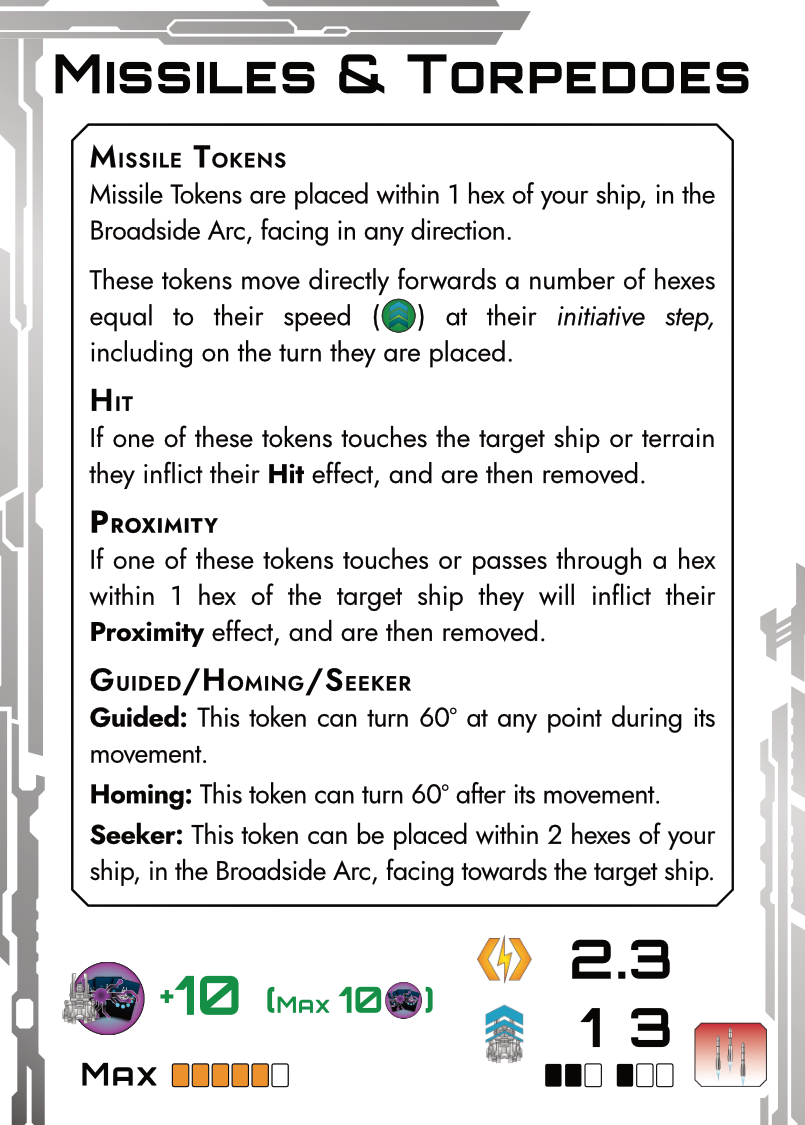 Missiles & Torpedoes
Missile Tokens
Missile Tokens are placed within 1 hex of your ship, in the
Broadside Arc, facing in any direction.
These tokens move directly forwards a number of hexes
equal to their speed ( ) at their initiative step,
including on the turn they are placed.
Hit
If one of these tokens touches the target ship or terrain
they inflict their Hit effect, and are then removed.
Proximity
If one of these tokens touches or passes through a hex
within 1 hex of the target ship they will inflict their
Proximity effect, and are then removed.
Guided/Homing/Seeker
Guided: This token can turn 60° at any point during its
movement.
Homing: This token can turn 60° after its movement.
Seeker: This token can be placed within 2 hexes of your
ship, in the Broadside Arc, facing towards the target ship.
+10 (Max 10 )
2.3
1 3
Max